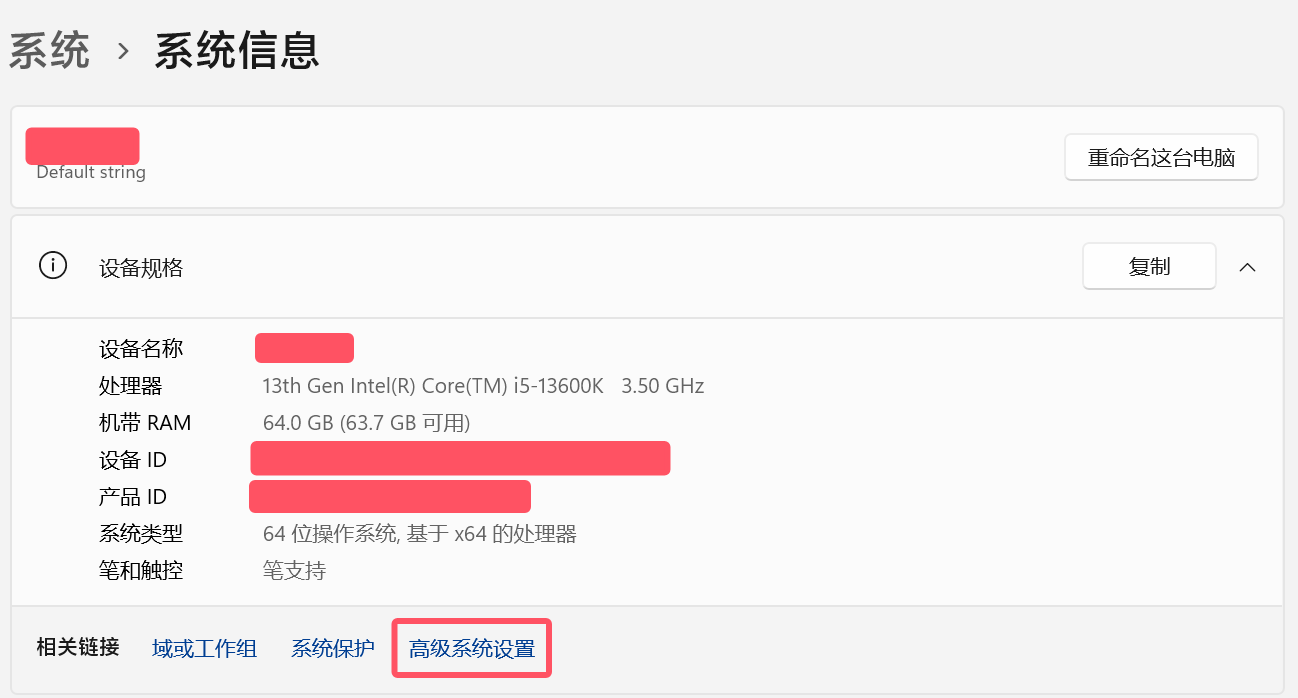 系统 › 系统信息
Default string
重命名这台电脑
设备规格
复制
设备名称
处理器 13th Gen Intel(R) Core(TM) i5-13600K 3.50 GHz
机带 RAM 64.0 GB (63.7 GB 可用)
设备 ID
产品 ID
系统类型 64 位操作系统, 基于 x64 的处理器
笔和触控 笔支持
相关链接 域或工作组 系统保护 高级系统设置